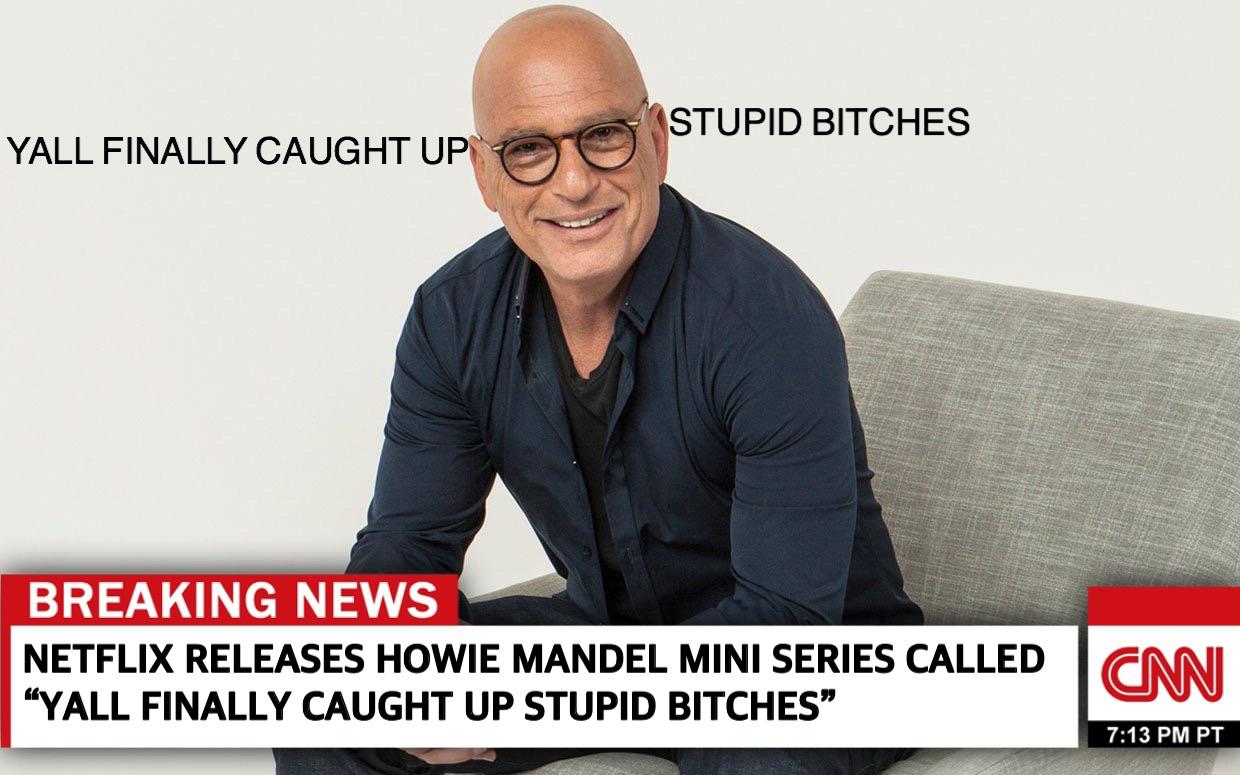 YALL FINALLY CAUGHT UP STUPID BITCHES
BREAKING NEWS
NETFLIX RELEASES HOWIE MANDEL MINI SERIES CALLED
“YALL FINALLY CAUGHT UP STUPID BITCHES”
CNN
7:13 PM PT